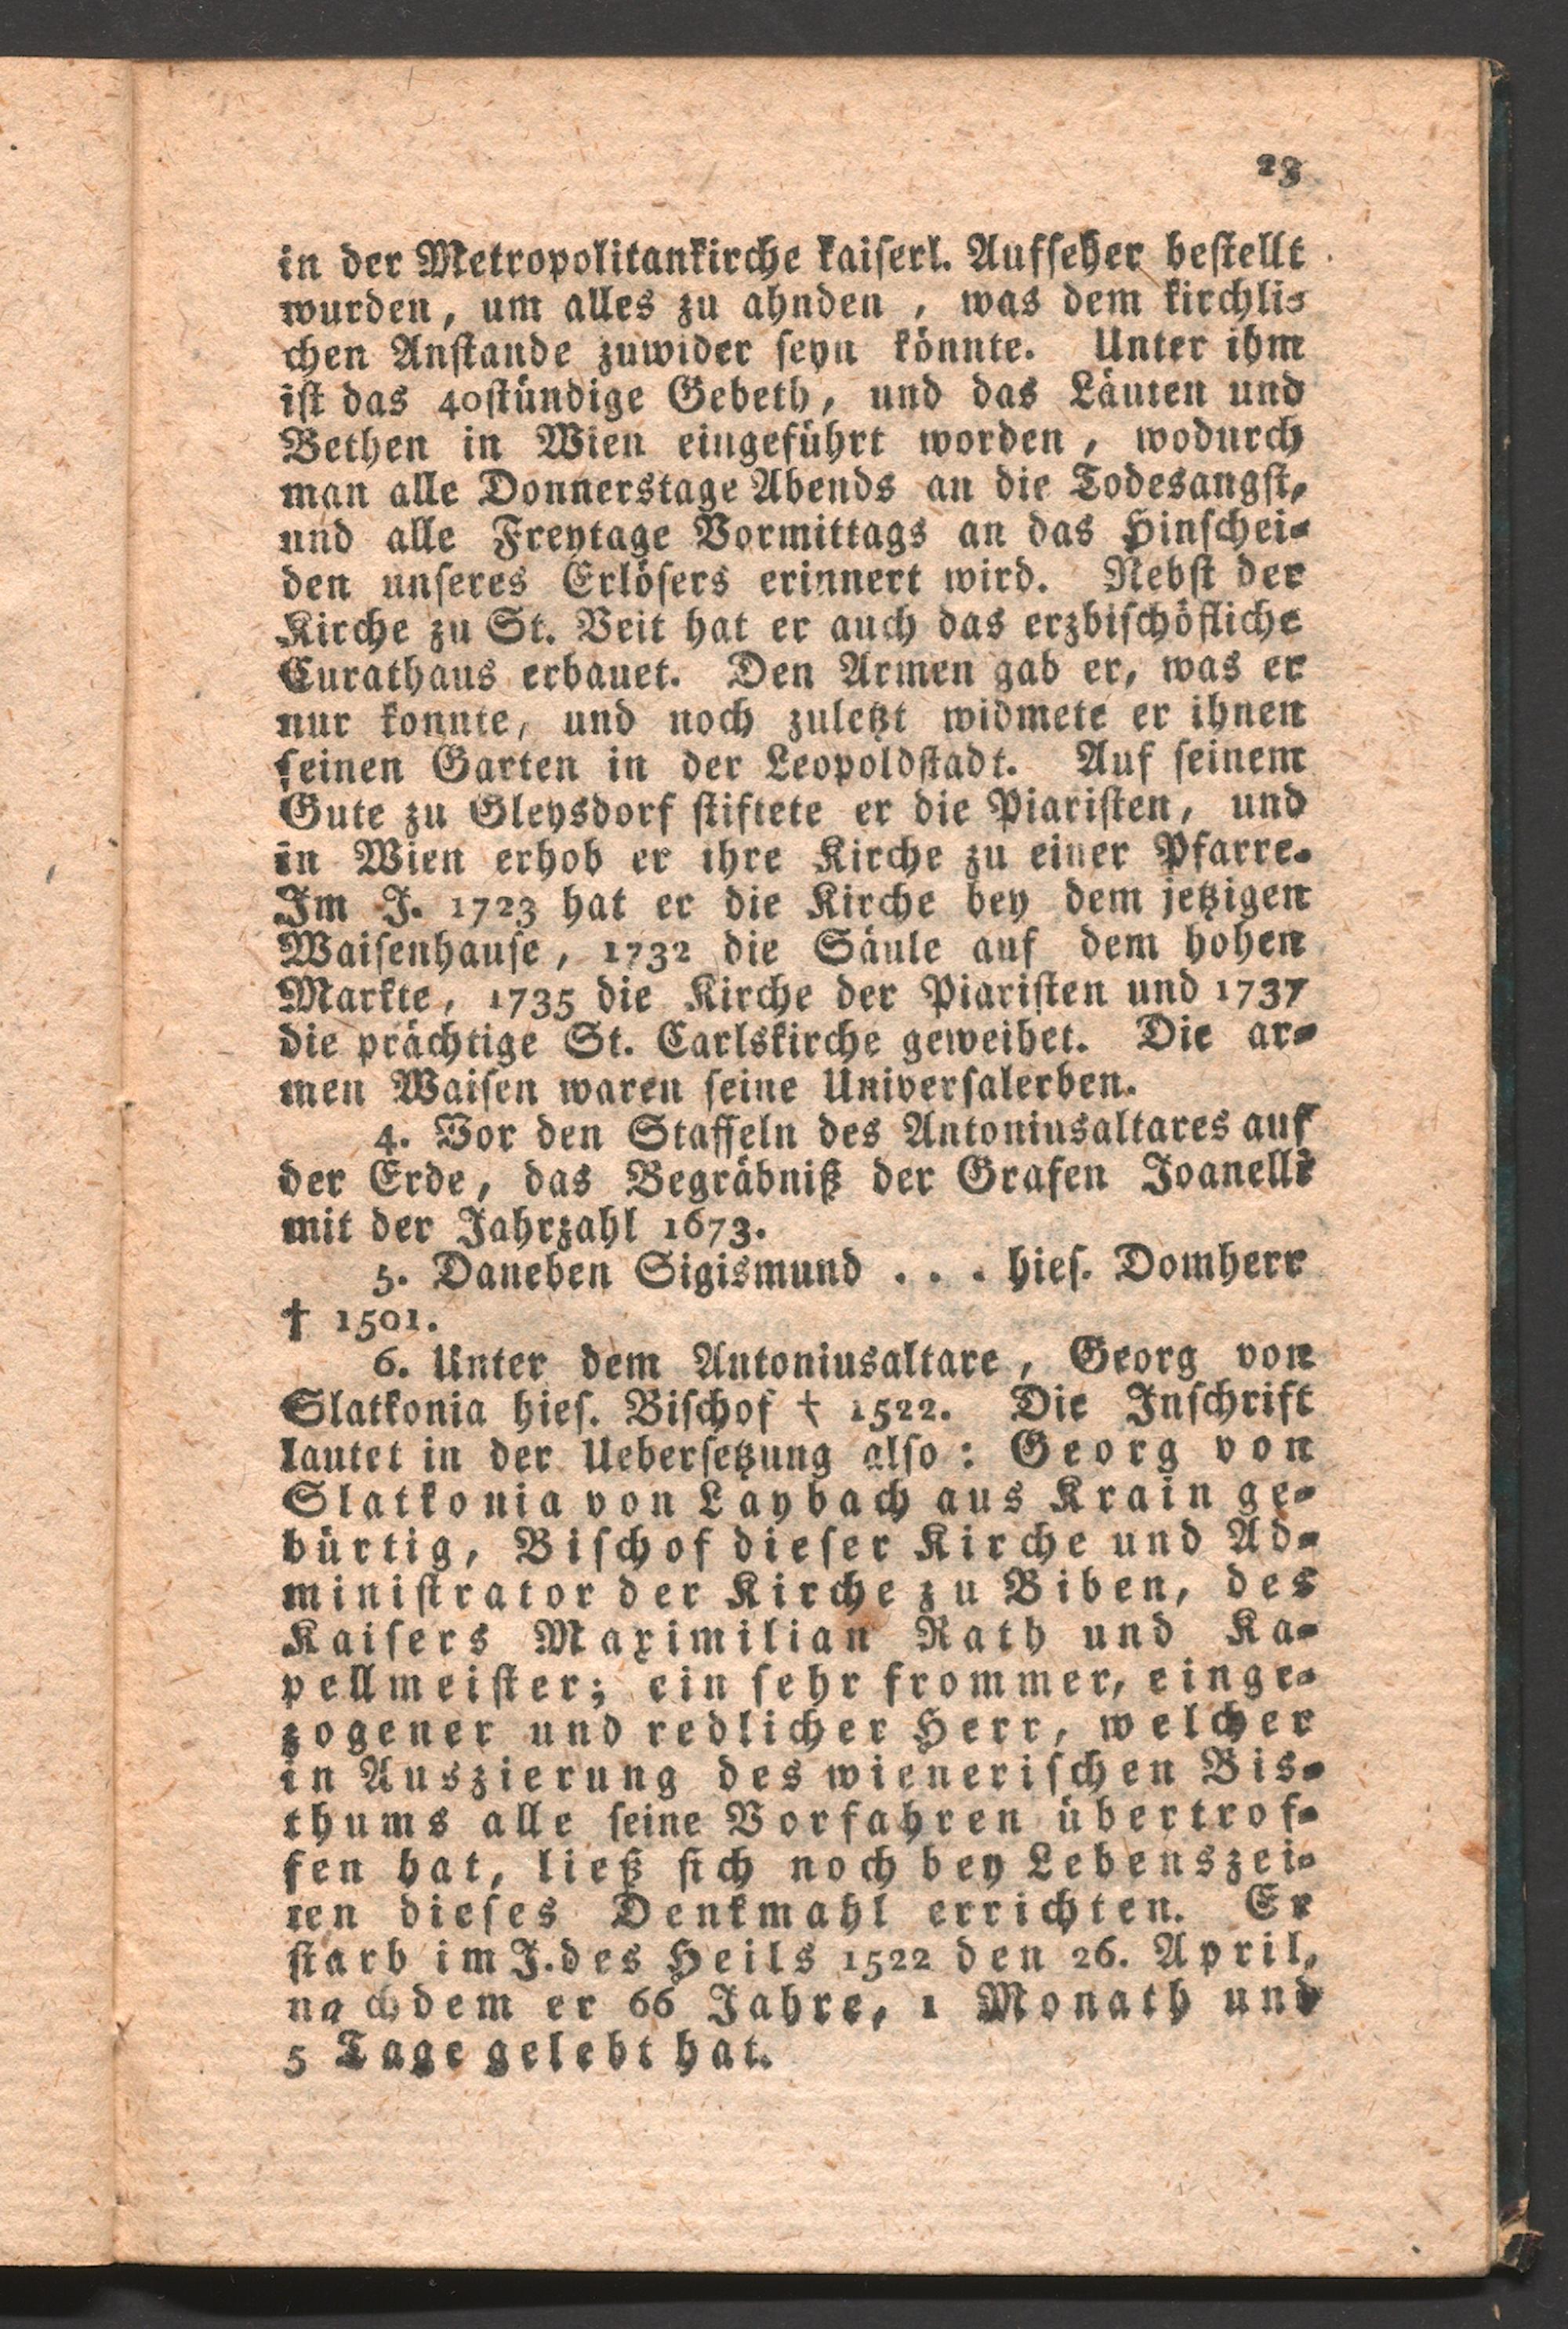 23
in der Metropolitankirche kaiserl. Aufseher bestellt
wurden, um alles zu ahnden, was dem kirchli-
chen Anstande zuwider seyn könnte. Unter ihm
ist das 40stündige Gebeth, und das Läuten und
Bethen in Wien eingeführt worden, wodurch
man alle Donnerstage Abends an die Todesangst,
und alle Freytage Vormittags an das Hinschei-
den unseres Erlösers erinnert wird. Nebst der
Kirche zu St. Veit hat er auch das erzbischöfliche
Curathaus erbauet. Den Armen gab er, was er
nur konnte, und noch zuletzt widmete er ihnen
seinen Garten in der Leopoldstadt. Auf seinem
Gute zu Gleysdorf stiftete er die Piaristen, und
in Wien erhob er ihre Kirche zu einer Pfarre.
Im J. 1723 hat er die Kirche bey dem jetzigen
Waisenhause, 1732 die Säule auf dem hohen
Markte, 1735 die Kirche der Piaristen und 1737
die prächtige St. Carlskirche geweihet. Die ar-
men Waisen waren seine Universalerben.
4. Vor den Staffeln des Antoniusaltares auf
der Erde, das Begräbniß der Grafen Joanelli
mit der Jahrzahl 1673.
5. Daneben Sigismund . . . hies. Domherr
† 1501.
6. Unter dem Antoniusaltare, Georg von
Slatkonia hies. Bischof † 1522. Die Inschrift
lautet in der Uebersetzung also: Georg von
Slatkonia von Laybach aus Krain ge-
bürtig, Bischof dieser Kirche und Ad-
ministrator der Kirche zu Biben, des
Kaisers Maximilian Rath und Ka-
pellmeister; ein sehr frommer, einge-
zogener und redlicher Herr, welcher
in Auszierung des wienerischen Bis-
thums alle seine Vorfahren übertrof-
fen hat, ließ sich noch bey Lebenszei-
ten dieses Denkmahl errichten. Er
starb im J. des Heils 1522 den 26. April,
nachdem er 66 Jahre, 1 Monath und
5 Tage gelebt hat.